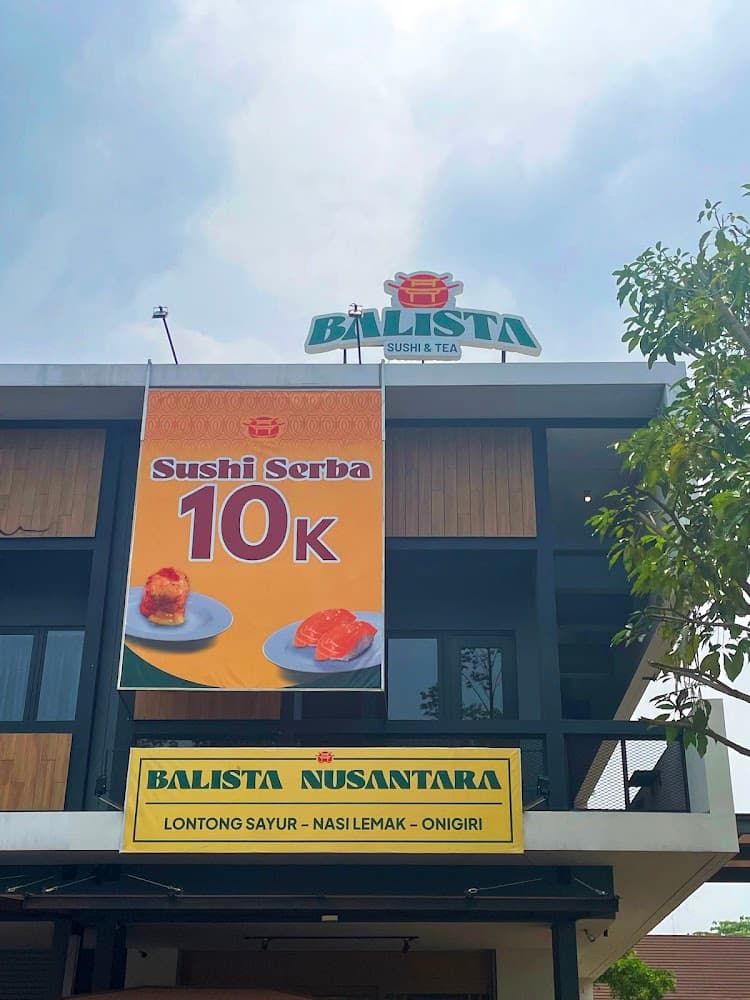 BALISTA
SUSHI & TEA
Sushi Serba
10K
BALISTA NUSANTARA
LONTONG SAYUR – NASI LEMAK – ONIGIRI